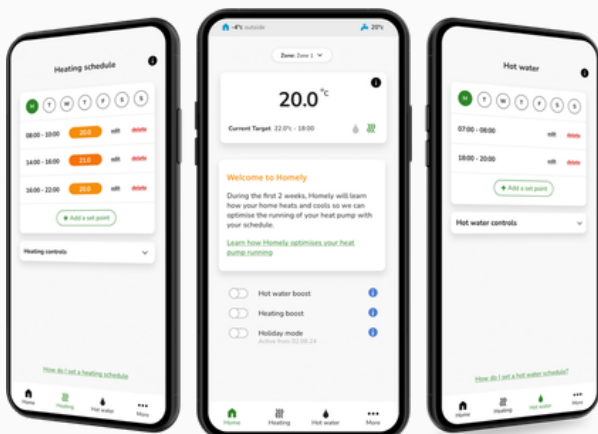 Heating schedule
M T W T F S S
08:00 - 10:00 20.0 edit delete
14:00 - 16:00 21.0 edit delete
16:00 - 22:00 20.0 edit delete
+ Add a set point
Heating controls
How do I set a heating schedule
Home Heating Hot water More
-4°c outside 20°c
Zone: Zone 1
20.0 °c
Current Target 22.0°c - 18:00
Welcome to Homely
During the first 2 weeks, Homely will learn
how your home heats and cools so we can
optimise the running of your heat pump with
your schedule.
Learn how Homely optimises your heat
pump running
Hot water boost
Heating boost
Holiday mode
Active from 02.08.24
Home Heating Hot water More
Hot water
M T W T F S S
07:00 - 08:00 edit delete
18:00 - 20:00 edit delete
+ Add a set point
Hot water controls
How do I set a hot water schedule?
Home Heating Hot water More